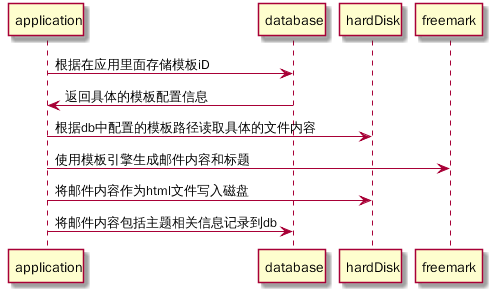 application database hardDisk freemark
根据在应用里面存储模板iD
返回具体的模板配置信息
根据db中配置的模板路径读取具体的文件内容
使用模板引擎生成邮件内容和标题
将邮件内容作为html文件写入磁盘
将邮件内容包括主题相关信息记录到db
application database hardDisk freemark